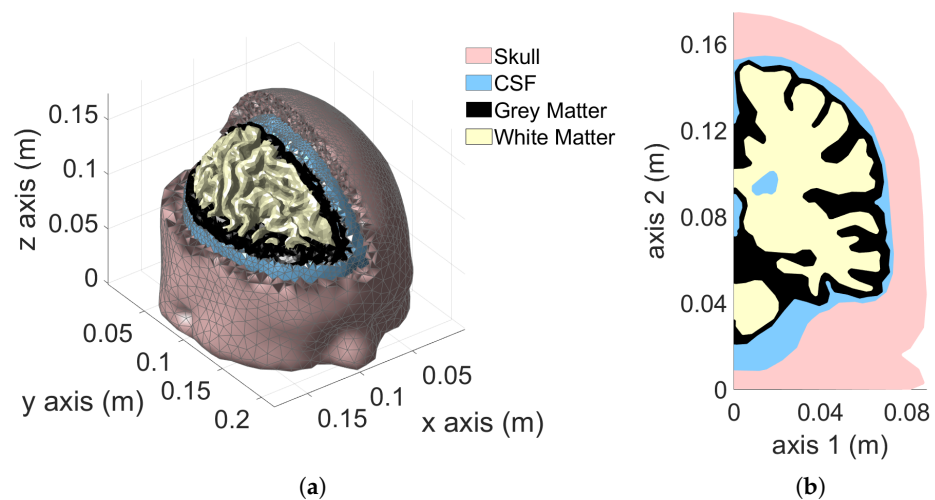 0.15
0.1
0.05
0
z axis (m)
0.05
0.1
0.15
0.2
y axis (m)
0.15
0.1
0.05
x axis (m)
(a)
Skull
CSF
Grey Matter
White Matter
0.16
0.12
0.08
0.04
0
axis 2 (m)
0
0.04
0.08
axis 1 (m)
(b)